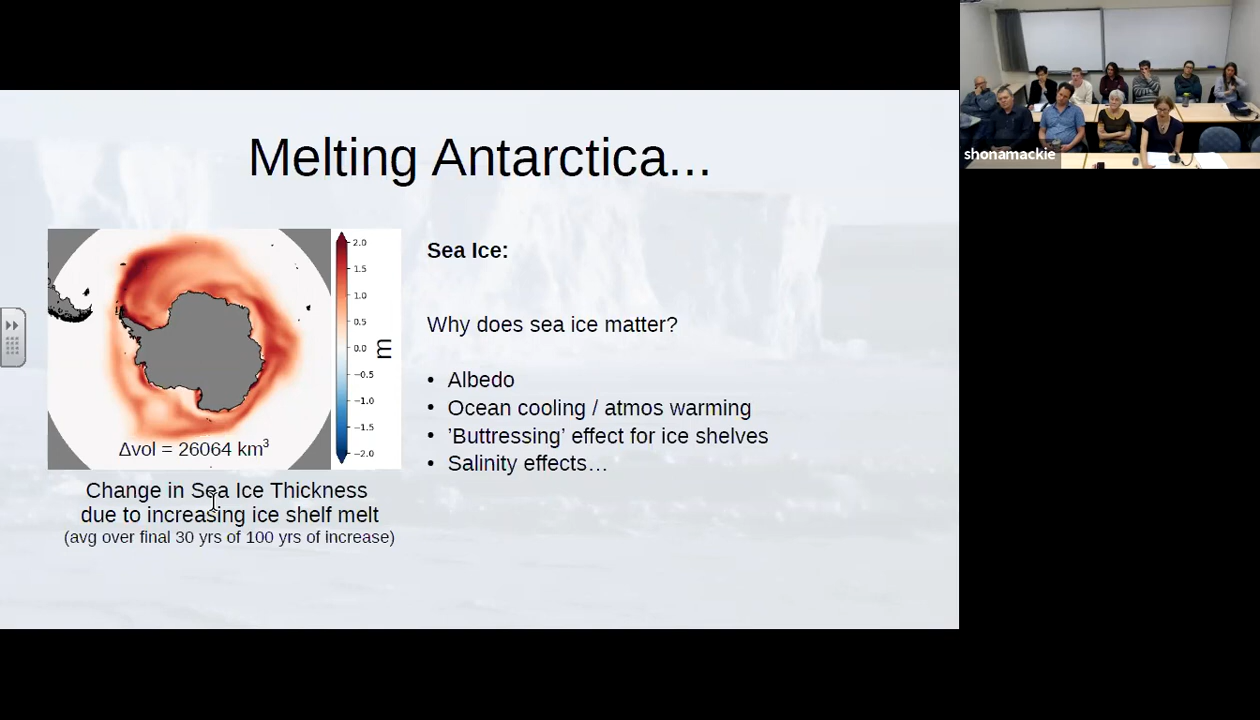 Melting Antarctica...
2.0
1.5
1.0
0.5
0.0
−0.5
−1.0
−1.5
−2.0
m
Δvol = 26064 km³
Change in Sea Ice Thickness
due to increasing ice shelf melt
(avg over final 30 yrs of 100 yrs of increase)
Sea Ice:
Why does sea ice matter?
• Albedo
• Ocean cooling / atmos warming
• ’Buttressing’ effect for ice shelves
• Salinity effects…
shonamackie